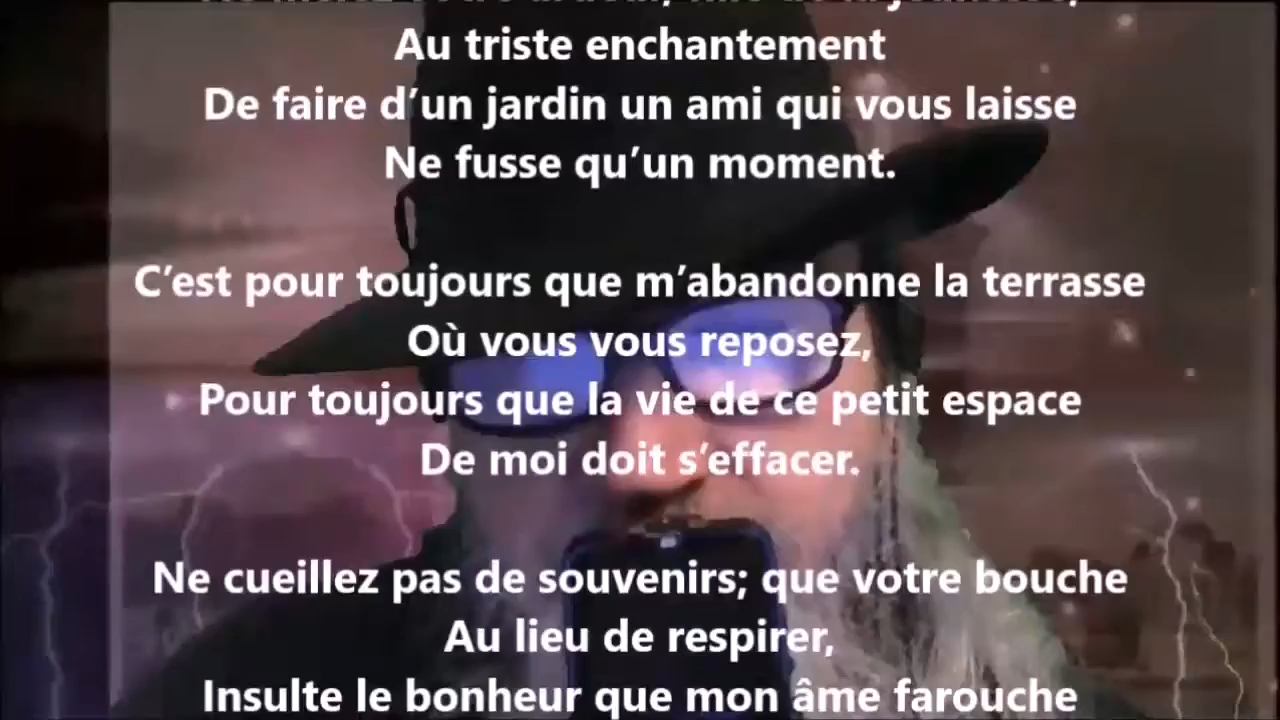 Au triste enchantement
De faire d’un jardin un ami qui vous laisse
Ne fusse qu’un moment.
C’est pour toujours que m’abandonne la terrasse
Où vous vous reposez,
Pour toujours que la vie de ce petit espace
De moi doit s’effacer.
Ne cueillez pas de souvenirs; que votre bouche
Au lieu de respirer,
Insulte le bonheur que mon âme farouche